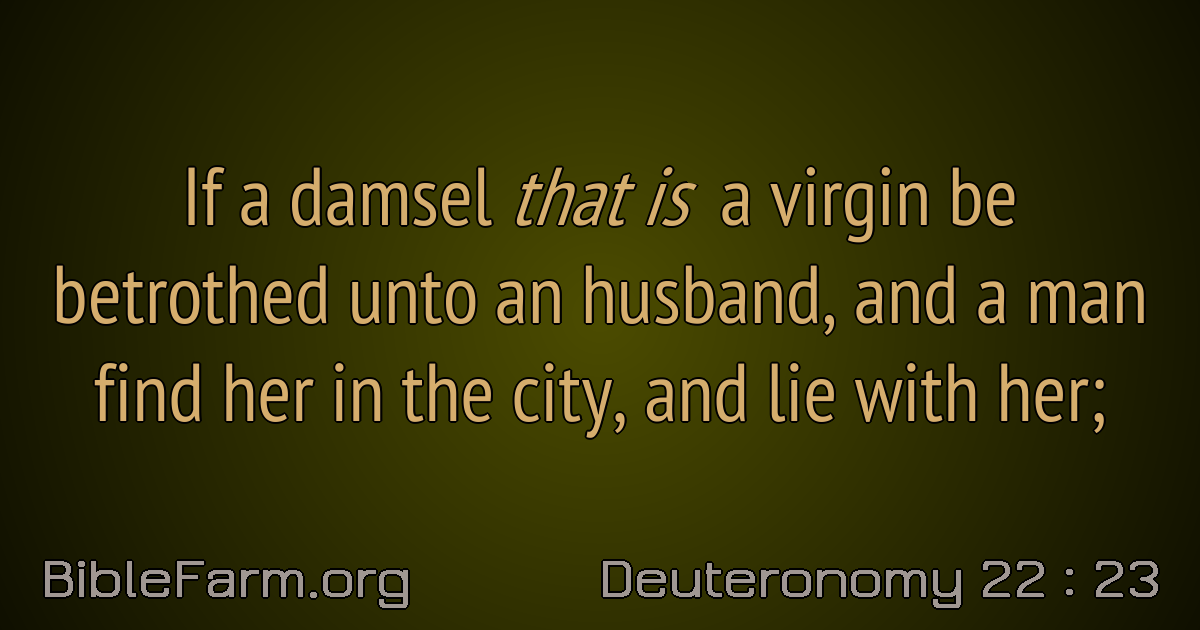 If a damsel that is a virgin be
betrothed unto an husband, and a man
find her in the city, and lie with her;
BibleFarm.org
Deuteronomy 22 : 23